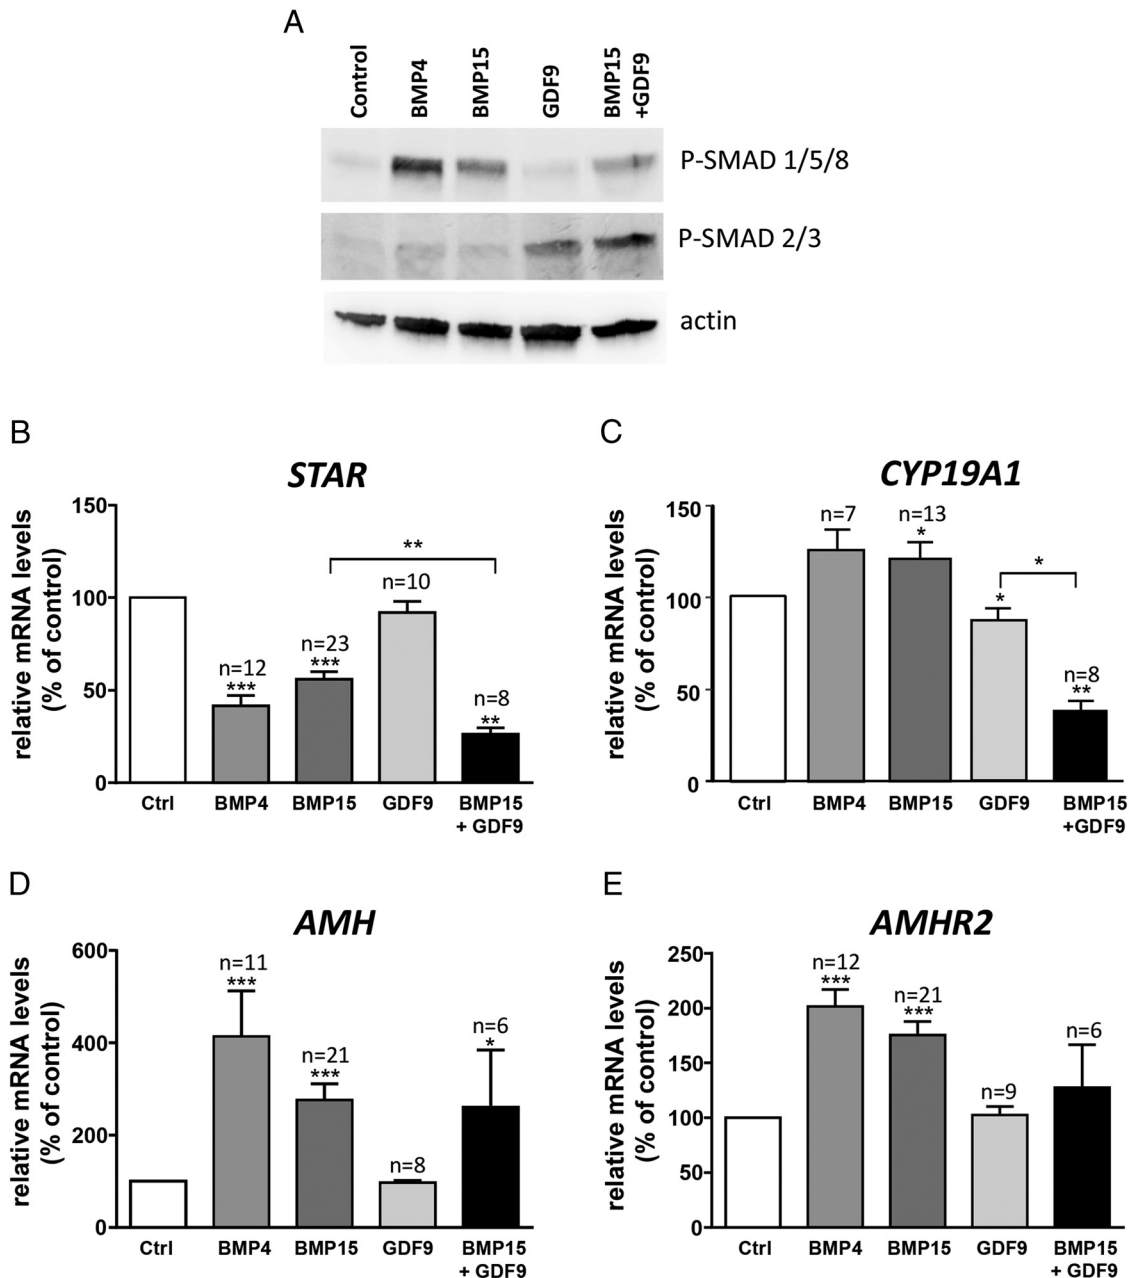 A
Control
BMP4
BMP15
GDF9
BMP15
+GDF9
P-SMAD 1/5/8
P-SMAD 2/3
actin
B
STAR
relative mRNA levels
(% of control)
150
100
50
0
**
n=12
***
n=23
***
n=10
n=8
**
Ctrl
BMP4
BMP15
GDF9
BMP15
+ GDF9
C
CYP19A1
relative mRNA levels
(% of control)
150
100
50
0
n=7
n=13
*
*
*
n=8
**
Ctrl
BMP4
BMP15
GDF9
BMP15
+GDF9
D
AMH
relative mRNA levels
(% of control)
600
400
200
0
n=11
***
n=21
***
n=8
n=6
*
Ctrl
BMP4
BMP15
GDF9
BMP15
+ GDF9
E
AMHR2
relative mRNA levels
(% of control)
250
200
150
100
50
0
n=12
***
n=21
***
n=9
n=6
Ctrl
BMP4
BMP15
GDF9
BMP15
+ GDF9